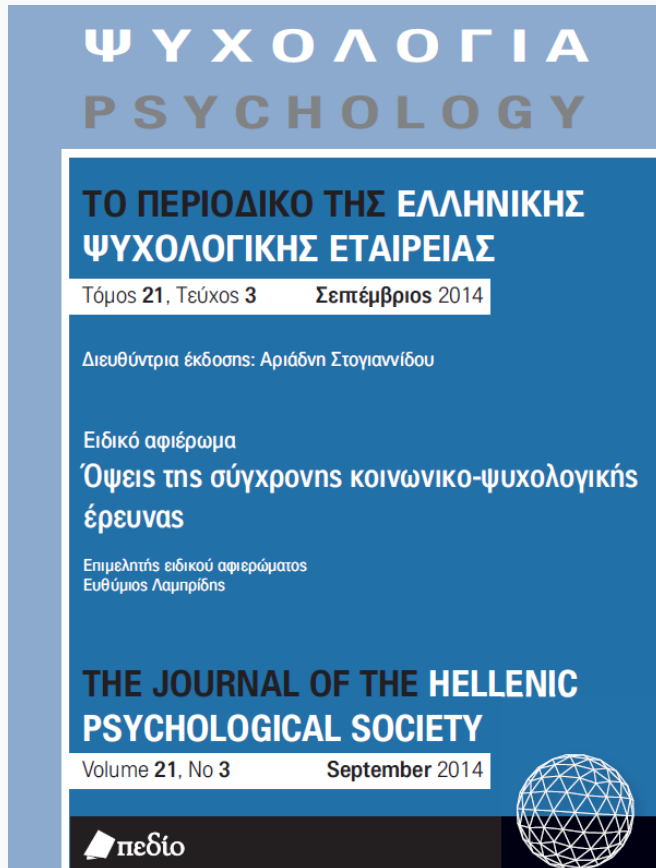 ΨΥΧΟΛΟΓΙΑ
PSYCHOLOGY
ΤΟ ΠΕΡΙΟΔΙΚΟ ΤΗΣ ΕΛΛΗΝΙΚΗΣ
ΨΥΧΟΛΟΓΙΚΗΣ ΕΤΑΙΡΕΙΑΣ
Τόμος 21, Τεύχος 3 Σεπτέμβριος 2014
Διευθύντρια έκδοσης: Αριάδνη Στογιαννίδου
Ειδικό αφιέρωμα
Όψεις της σύγχρονης κοινωνικο-ψυχολογικής
έρευνας
Επιμελητής ειδικού αφιερώματος
Ευθύμιος Λαμπρίδης
THE JOURNAL OF THE HELLENIC
PSYCHOLOGICAL SOCIETY
Volume 21, No 3 September 2014
πεδίο